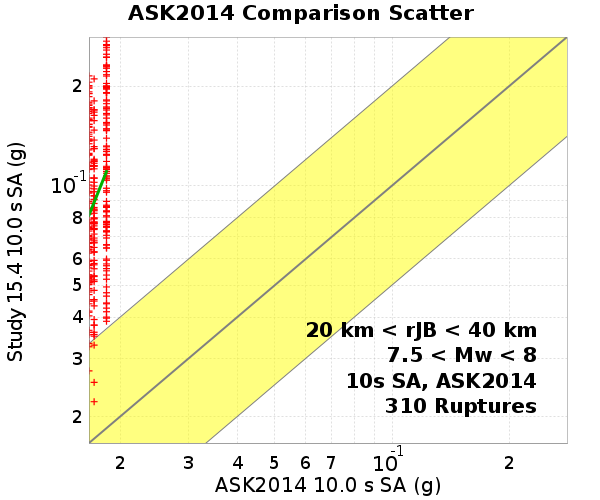 ASK2014 Comparison Scatter
Study 15.4 10.0 s SA (g)
2
10⁻¹
8
6
5
4
3
2
20 km < rJB < 40 km
7.5 < Mw < 8
10s SA, ASK2014
310 Ruptures
2 3 4 5 6 7 10⁻¹ 2
ASK2014 10.0 s SA (g)